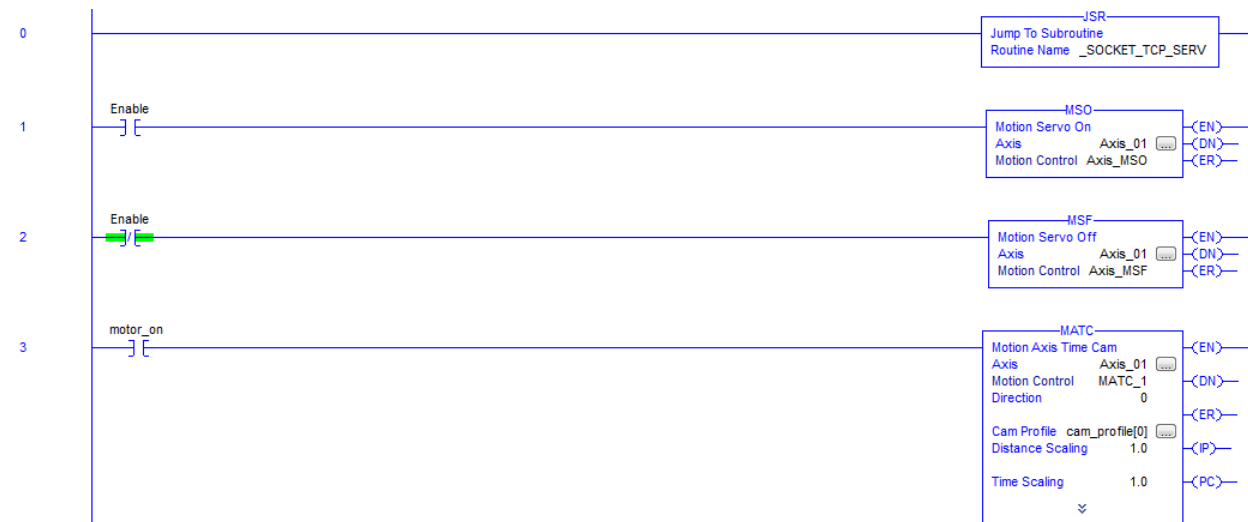 JSR
0
Jump To Subroutine
Routine Name _SOCKET_TCP_SERV
Enable
MSO
1
Motion Servo On
(EN)
Axis Axis_01 ...
(DN)
Motion Control Axis_MSO
(ER)
Enable
MSF
2
Motion Servo Off
(EN)
Axis Axis_01 ...
(DN)
Motion Control Axis_MSF
(ER)
motor_on
MATC
3
Motion Axis Time Cam
(EN)
Axis Axis_01 ...
Motion Control MATC_1
(DN)
Direction 0
(ER)
Cam Profile cam_profile[0] ...
Distance Scaling 1.0
(IP)
Time Scaling 1.0
(PC)